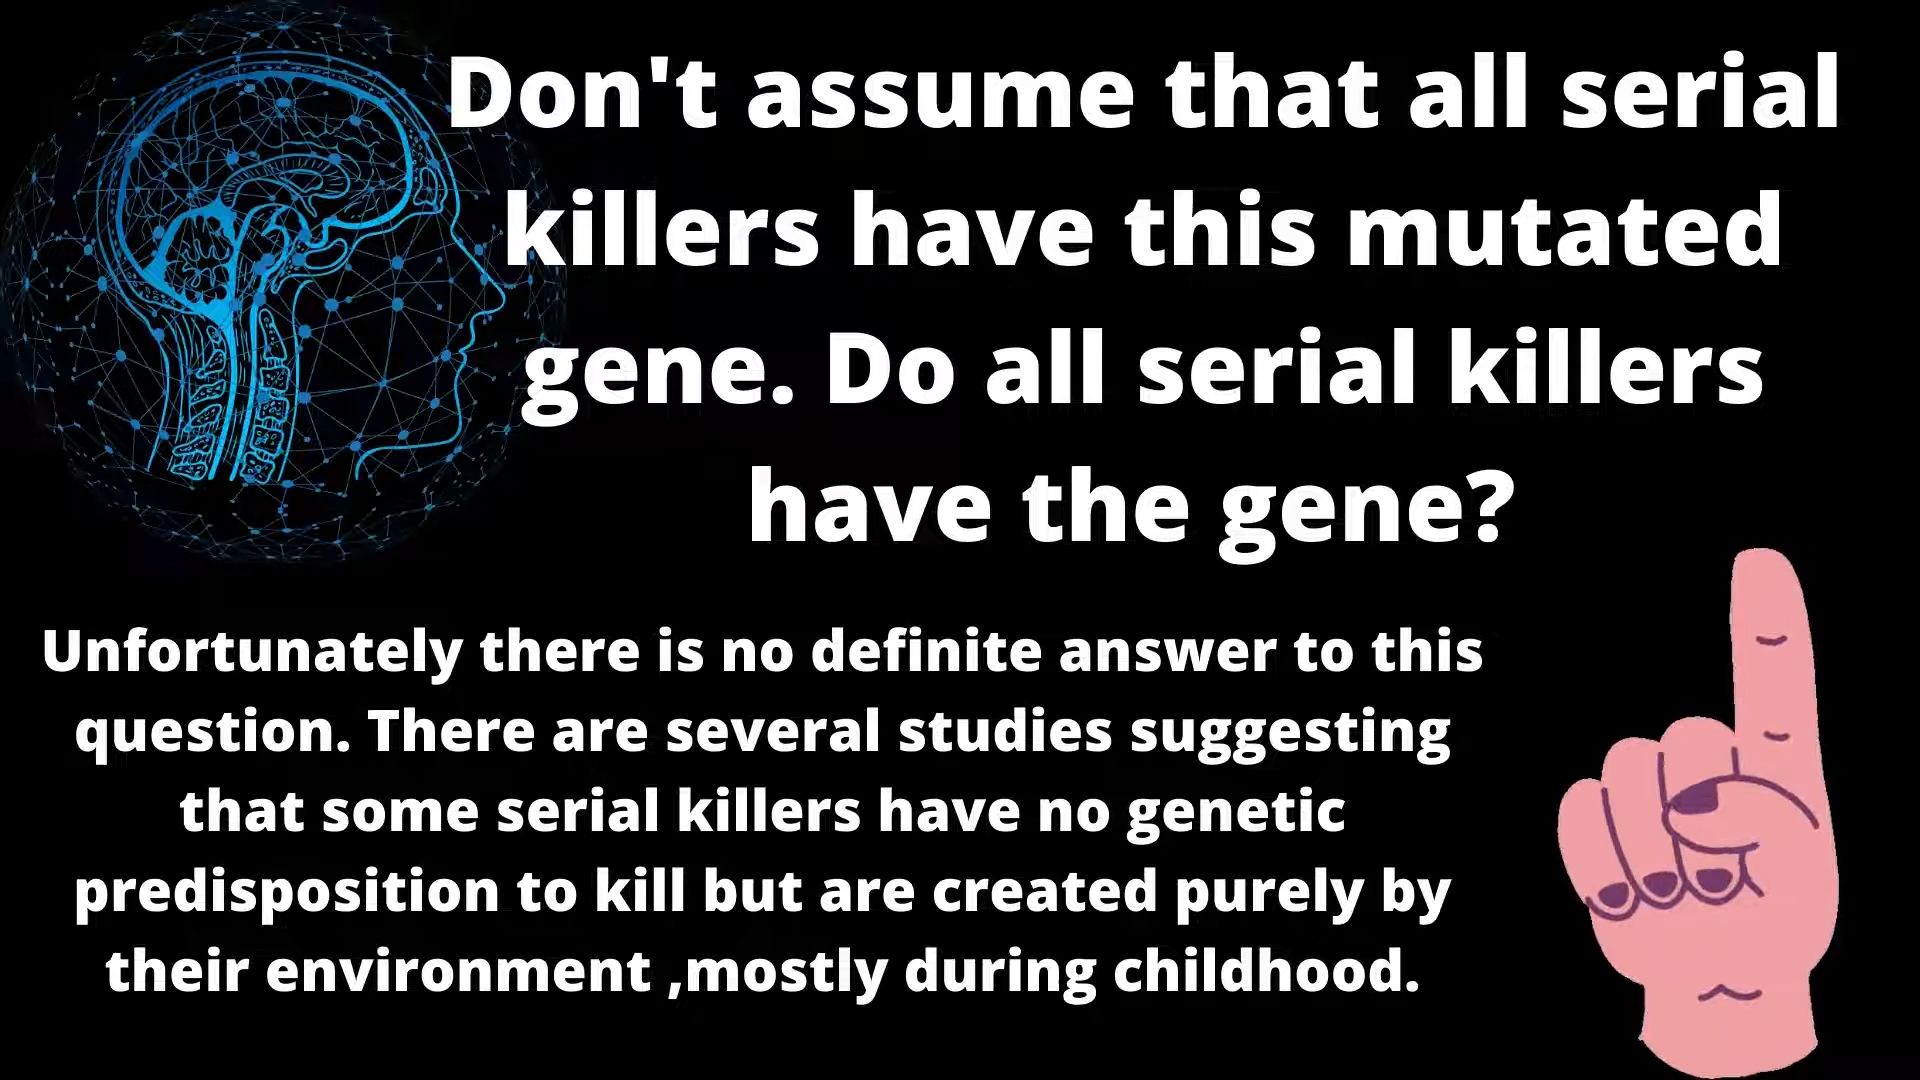 Don't assume that all serial
killers have this mutated
gene. Do all serial killers
have the gene?
Unfortunately there is no definite answer to this
question. There are several studies suggesting
that some serial killers have no genetic
predisposition to kill but are created purely by
their environment ,mostly during childhood.